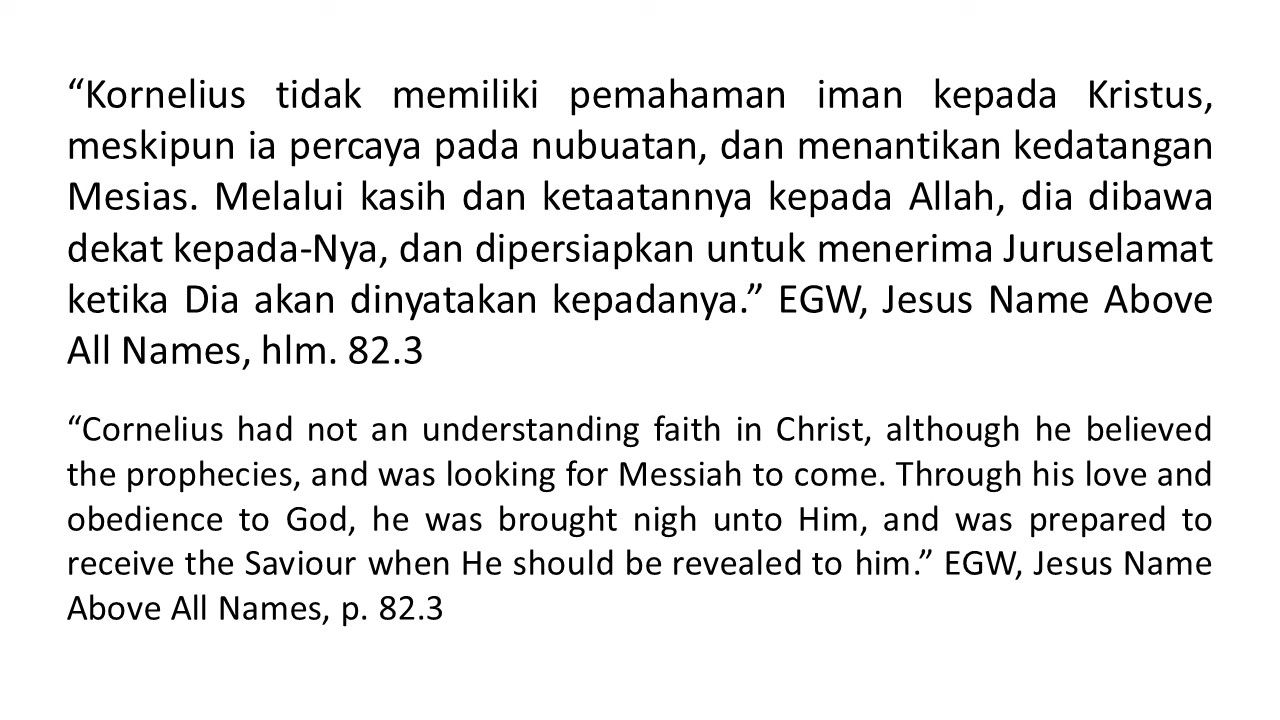 “Kornelius tidak memiliki pemahaman iman kepada Kristus,
meskipun ia percaya pada nubuatan, dan menantikan kedatangan
Mesias. Melalui kasih dan ketaatannya kepada Allah, dia dibawa
dekat kepada-Nya, dan dipersiapkan untuk menerima Juruselamat
ketika Dia akan dinyatakan kepadanya.” EGW, Jesus Name Above
All Names, hlm. 82.3
“Cornelius had not an understanding faith in Christ, although he believed
the prophecies, and was looking for Messiah to come. Through his love and
obedience to God, he was brought nigh unto Him, and was prepared to
receive the Saviour when He should be revealed to him.” EGW, Jesus Name
Above All Names, p. 82.3